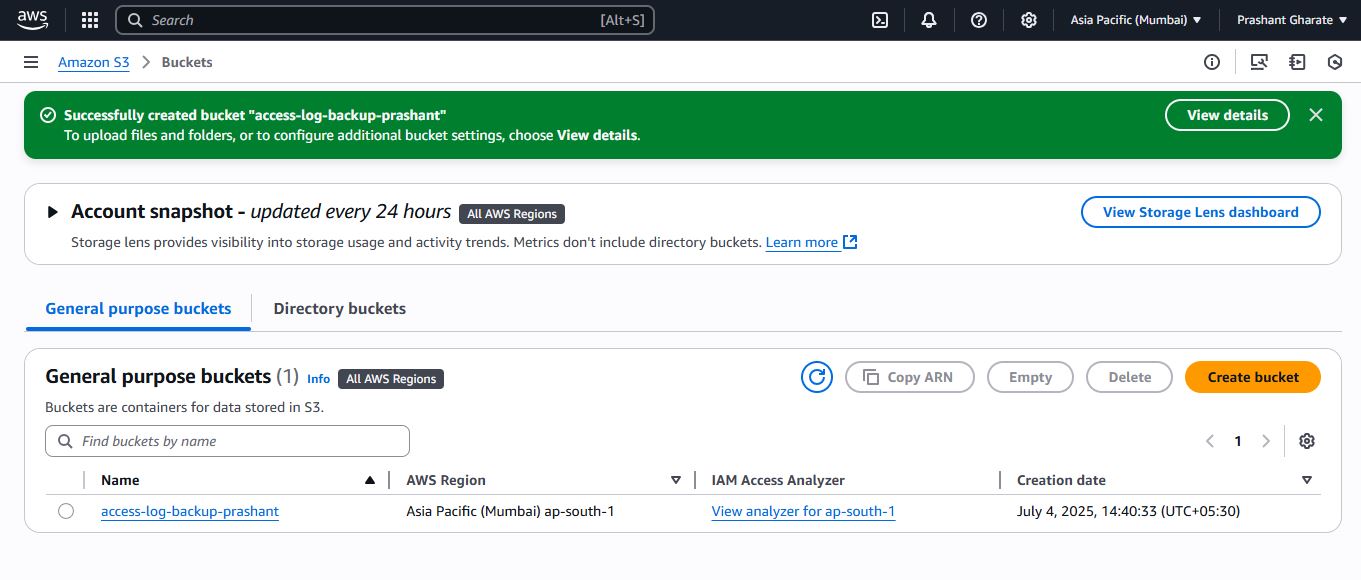 aws Search [Alt+S] Asia Pacific (Mumbai) Prashant Gharate
Amazon S3 Buckets
Successfully created bucket "access-log-backup-prashant"
To upload files and folders, or to configure additional bucket settings, choose View details.
View details
Account snapshot - updated every 24 hours All AWS Regions
View Storage Lens dashboard
Storage lens provides visibility into storage usage and activity trends. Metrics don't include directory buckets. Learn more
General purpose buckets Directory buckets
General purpose buckets (1) Info All AWS Regions
Copy ARN Empty Delete Create bucket
Buckets are containers for data stored in S3.
Find buckets by name 1
Name AWS Region IAM Access Analyzer Creation date
access-log-backup-prashant Asia Pacific (Mumbai) ap-south-1 View analyzer for ap-south-1 July 4, 2025, 14:40:33 (UTC+05:30)